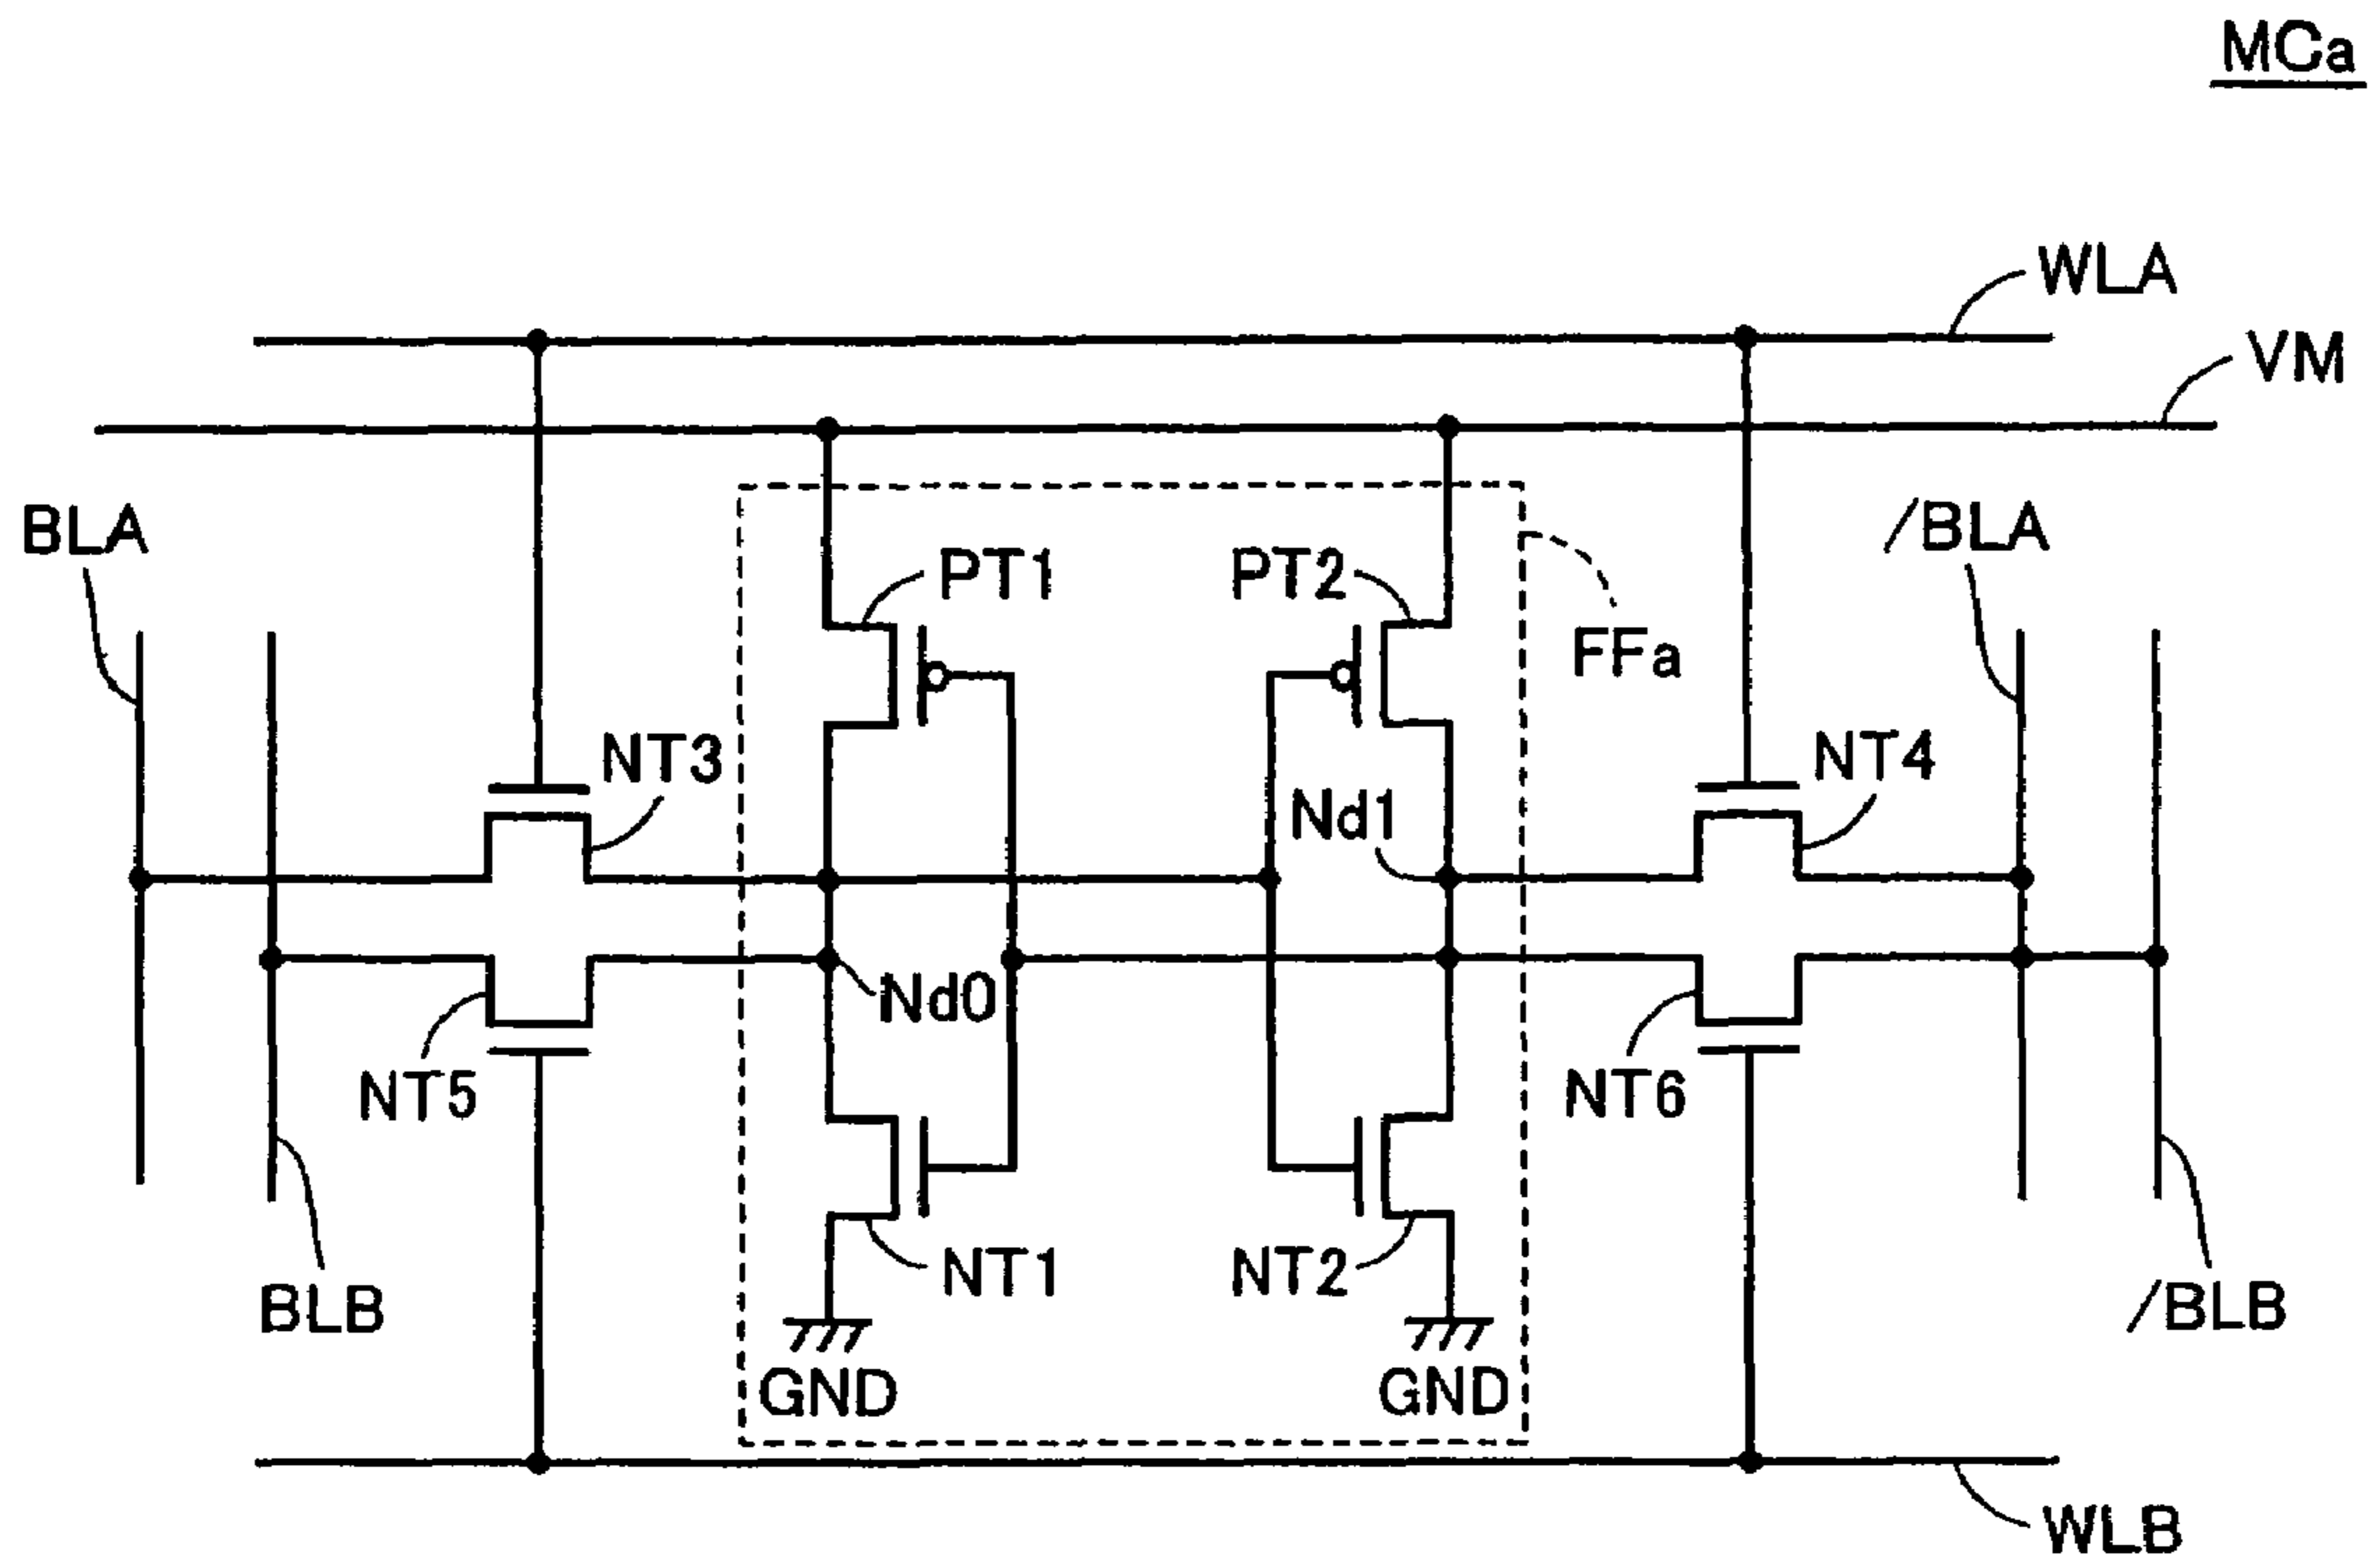 MCa
WLA
VM
BLA
/BLA
PT1
PT2
FFa
NT3
NT4
Nd1
Nd0
NT5
NT6
NT1
NT2
BLB
/BLB
GND
GND
WLB